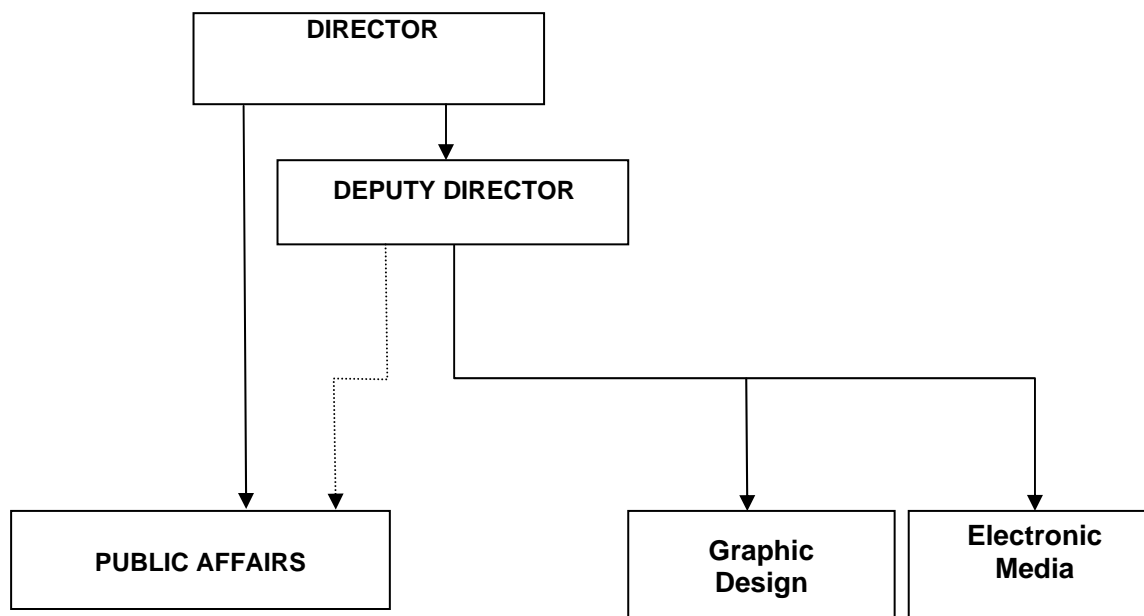 DIRECTOR
DEPUTY DIRECTOR
PUBLIC AFFAIRS
Graphic
Design
Electronic
Media